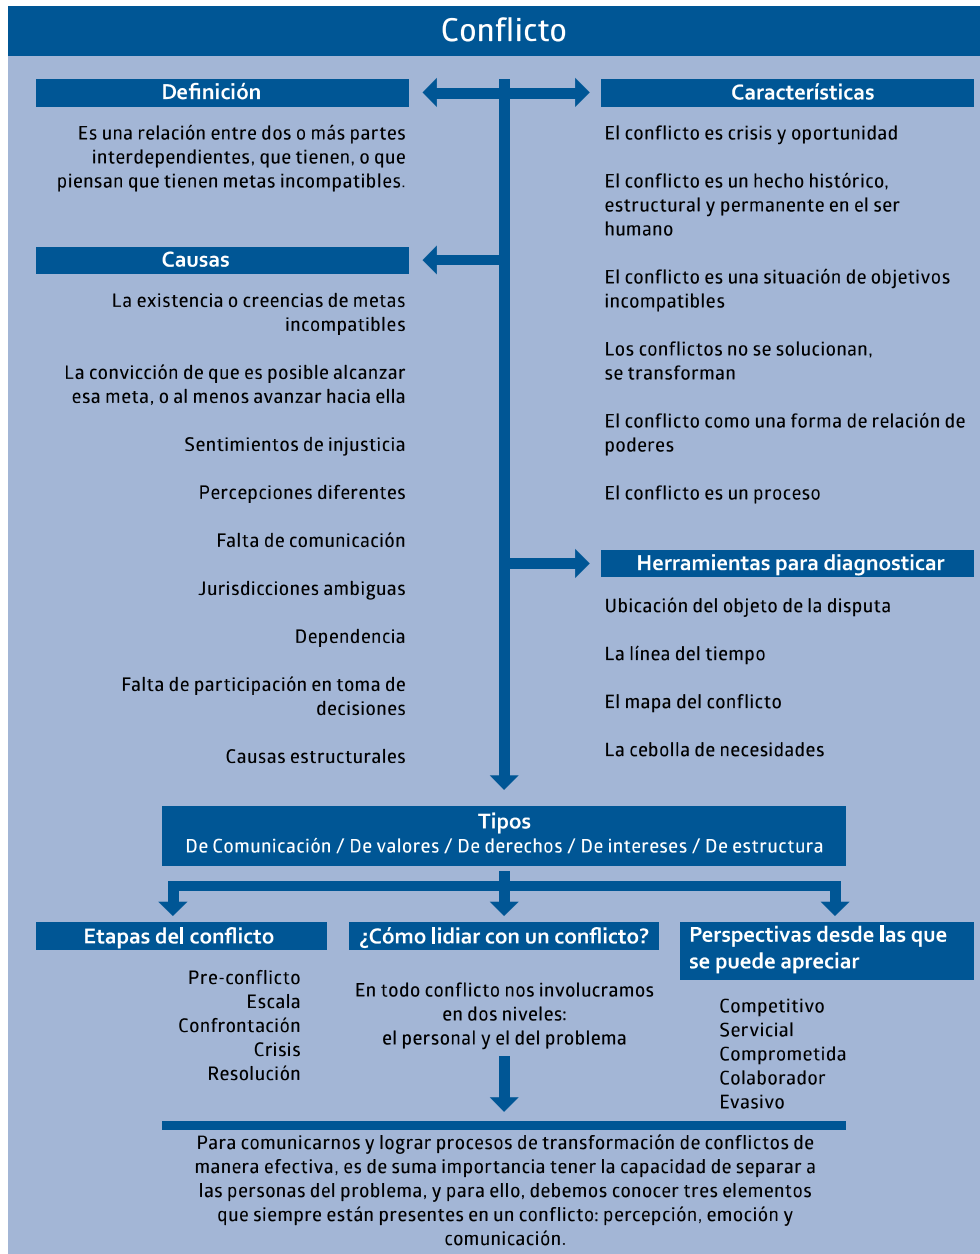 Conflicto
Definición
Es una relación entre dos o más partes
interdependientes, que tienen, o que
piensan que tienen metas incompatibles.
Causas
La existencia o creencias de metas
incompatibles
La convicción de que es posible alcanzar
esa meta, o al menos avanzar hacia ella
Sentimientos de injusticia
Percepciones diferentes
Falta de comunicación
Jurisdicciones ambiguas
Dependencia
Falta de participación en toma de
decisiones
Causas estructurales
Características
El conflicto es crisis y oportunidad
El conflicto es un hecho histórico,
estructural y permanente en el ser
humano
El conflicto es una situación de objetivos
incompatibles
Los conflictos no se solucionan,
se transforman
El conflicto como una forma de relación de
poderes
El conflicto es un proceso
Herramientas para diagnosticar
Ubicación del objeto de la disputa
La línea del tiempo
El mapa del conflicto
La cebolla de necesidades
Tipos
De Comunicación / De valores / De derechos / De intereses / De estructura
Etapas del conflicto
Pre-conflicto
Escala
Confrontación
Crisis
Resolución
¿Cómo lidiar con un conflicto?
En todo conflicto nos involucramos
en dos niveles:
el personal y el del problema
Perspectivas desde las que
se puede apreciar
Competitivo
Servicial
Comprometida
Colaborador
Evasivo
Para comunicarnos y lograr procesos de transformación de conflictos de
manera efectiva, es de suma importancia tener la capacidad de separar a
las personas del problema, y para ello, debemos conocer tres elementos
que siempre están presentes en un conflicto: percepción, emoción y
comunicación.